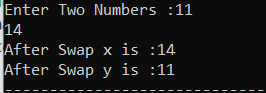 Enter Two Numbers :11
14
After Swap x is :14
After Swap y is :11
-----------------------------